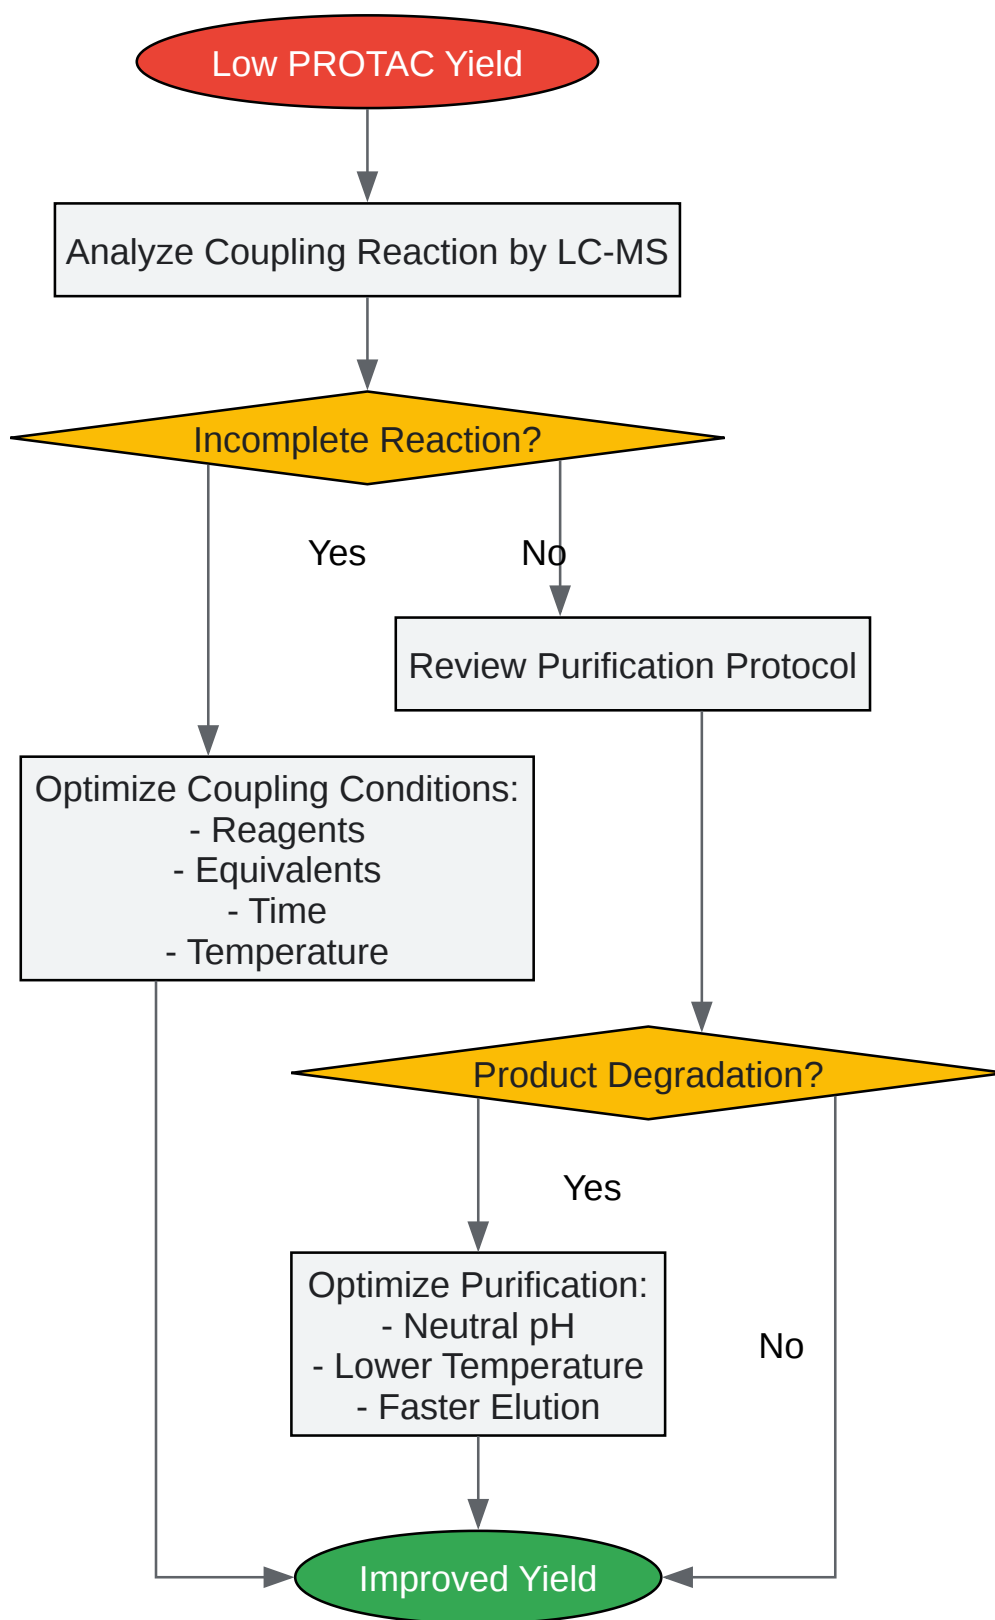 Low PROTAC Yield
Analyze Coupling Reaction by LC-MS
Incomplete Reaction?
Yes
No
Review Purification Protocol
Optimize Coupling Conditions:
- Reagents
- Equivalents
- Time
- Temperature
Product Degradation?
Yes
Optimize Purification:
- Neutral pH
- Lower Temperature
- Faster Elution
No
Improved Yield